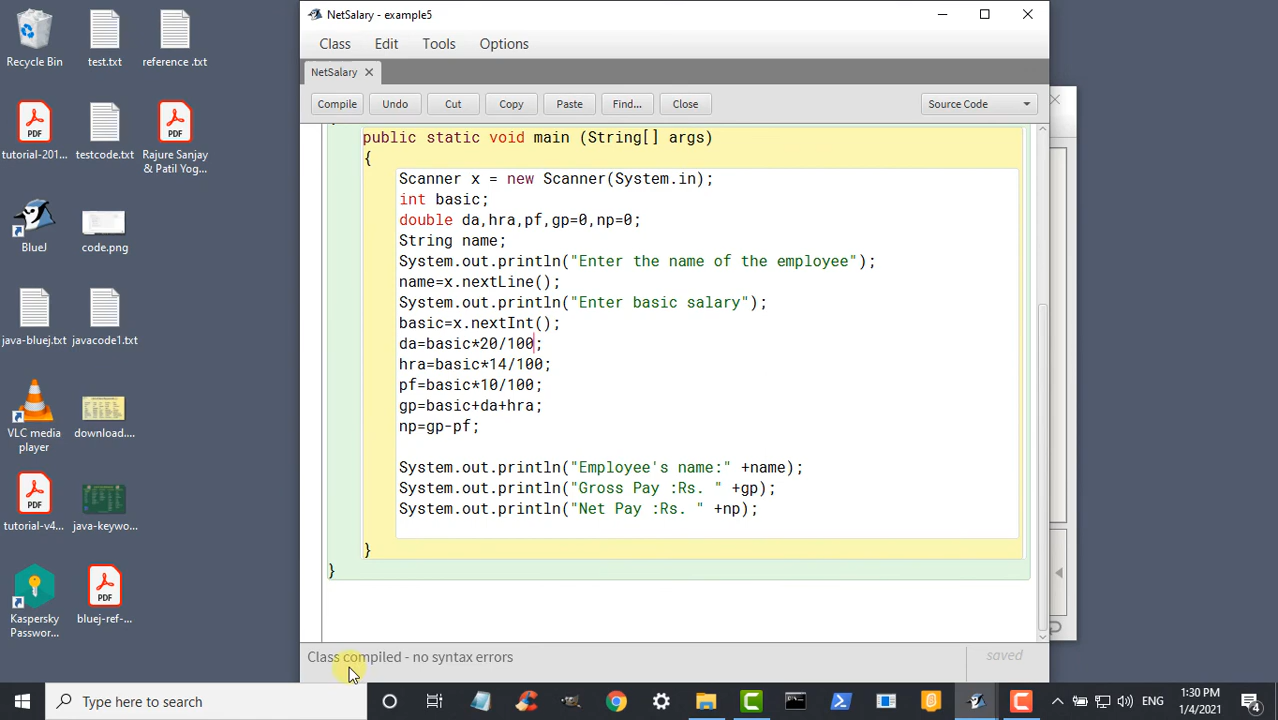 Recycle Bin
test.txt
reference .txt
tutorial-201...
testcode.txt
Rajure Sanjay
& Patil Yog...
BlueJ
code.png
java-bluej.txt
javacode1.txt
VLC media
player
download....
tutorial-v4...
java-keywo...
Kaspersky
Passwor...
bluej-ref-...
NetSalary - example5
Class
Edit
Tools
Options
NetSalary
Compile
Undo
Cut
Copy
Paste
Find...
Close
Source Code
public static void main (String[] args)
{
Scanner x = new Scanner(System.in);
int basic;
double da,hra,pf,gp=0,np=0;
String name;
System.out.println("Enter the name of the employee");
name=x.nextLine();
System.out.println("Enter basic salary");
basic=x.nextInt();
da=basic*20/100;
hra=basic*14/100;
pf=basic*10/100;
gp=basic+da+hra;
np=gp-pf;
System.out.println("Employee's name:" +name);
System.out.println("Gross Pay :Rs. " +gp);
System.out.println("Net Pay :Rs. " +np);
}
}
Class compiled - no syntax errors
saved
Type here to search
ENG
1:30 PM
1/4/2021
4